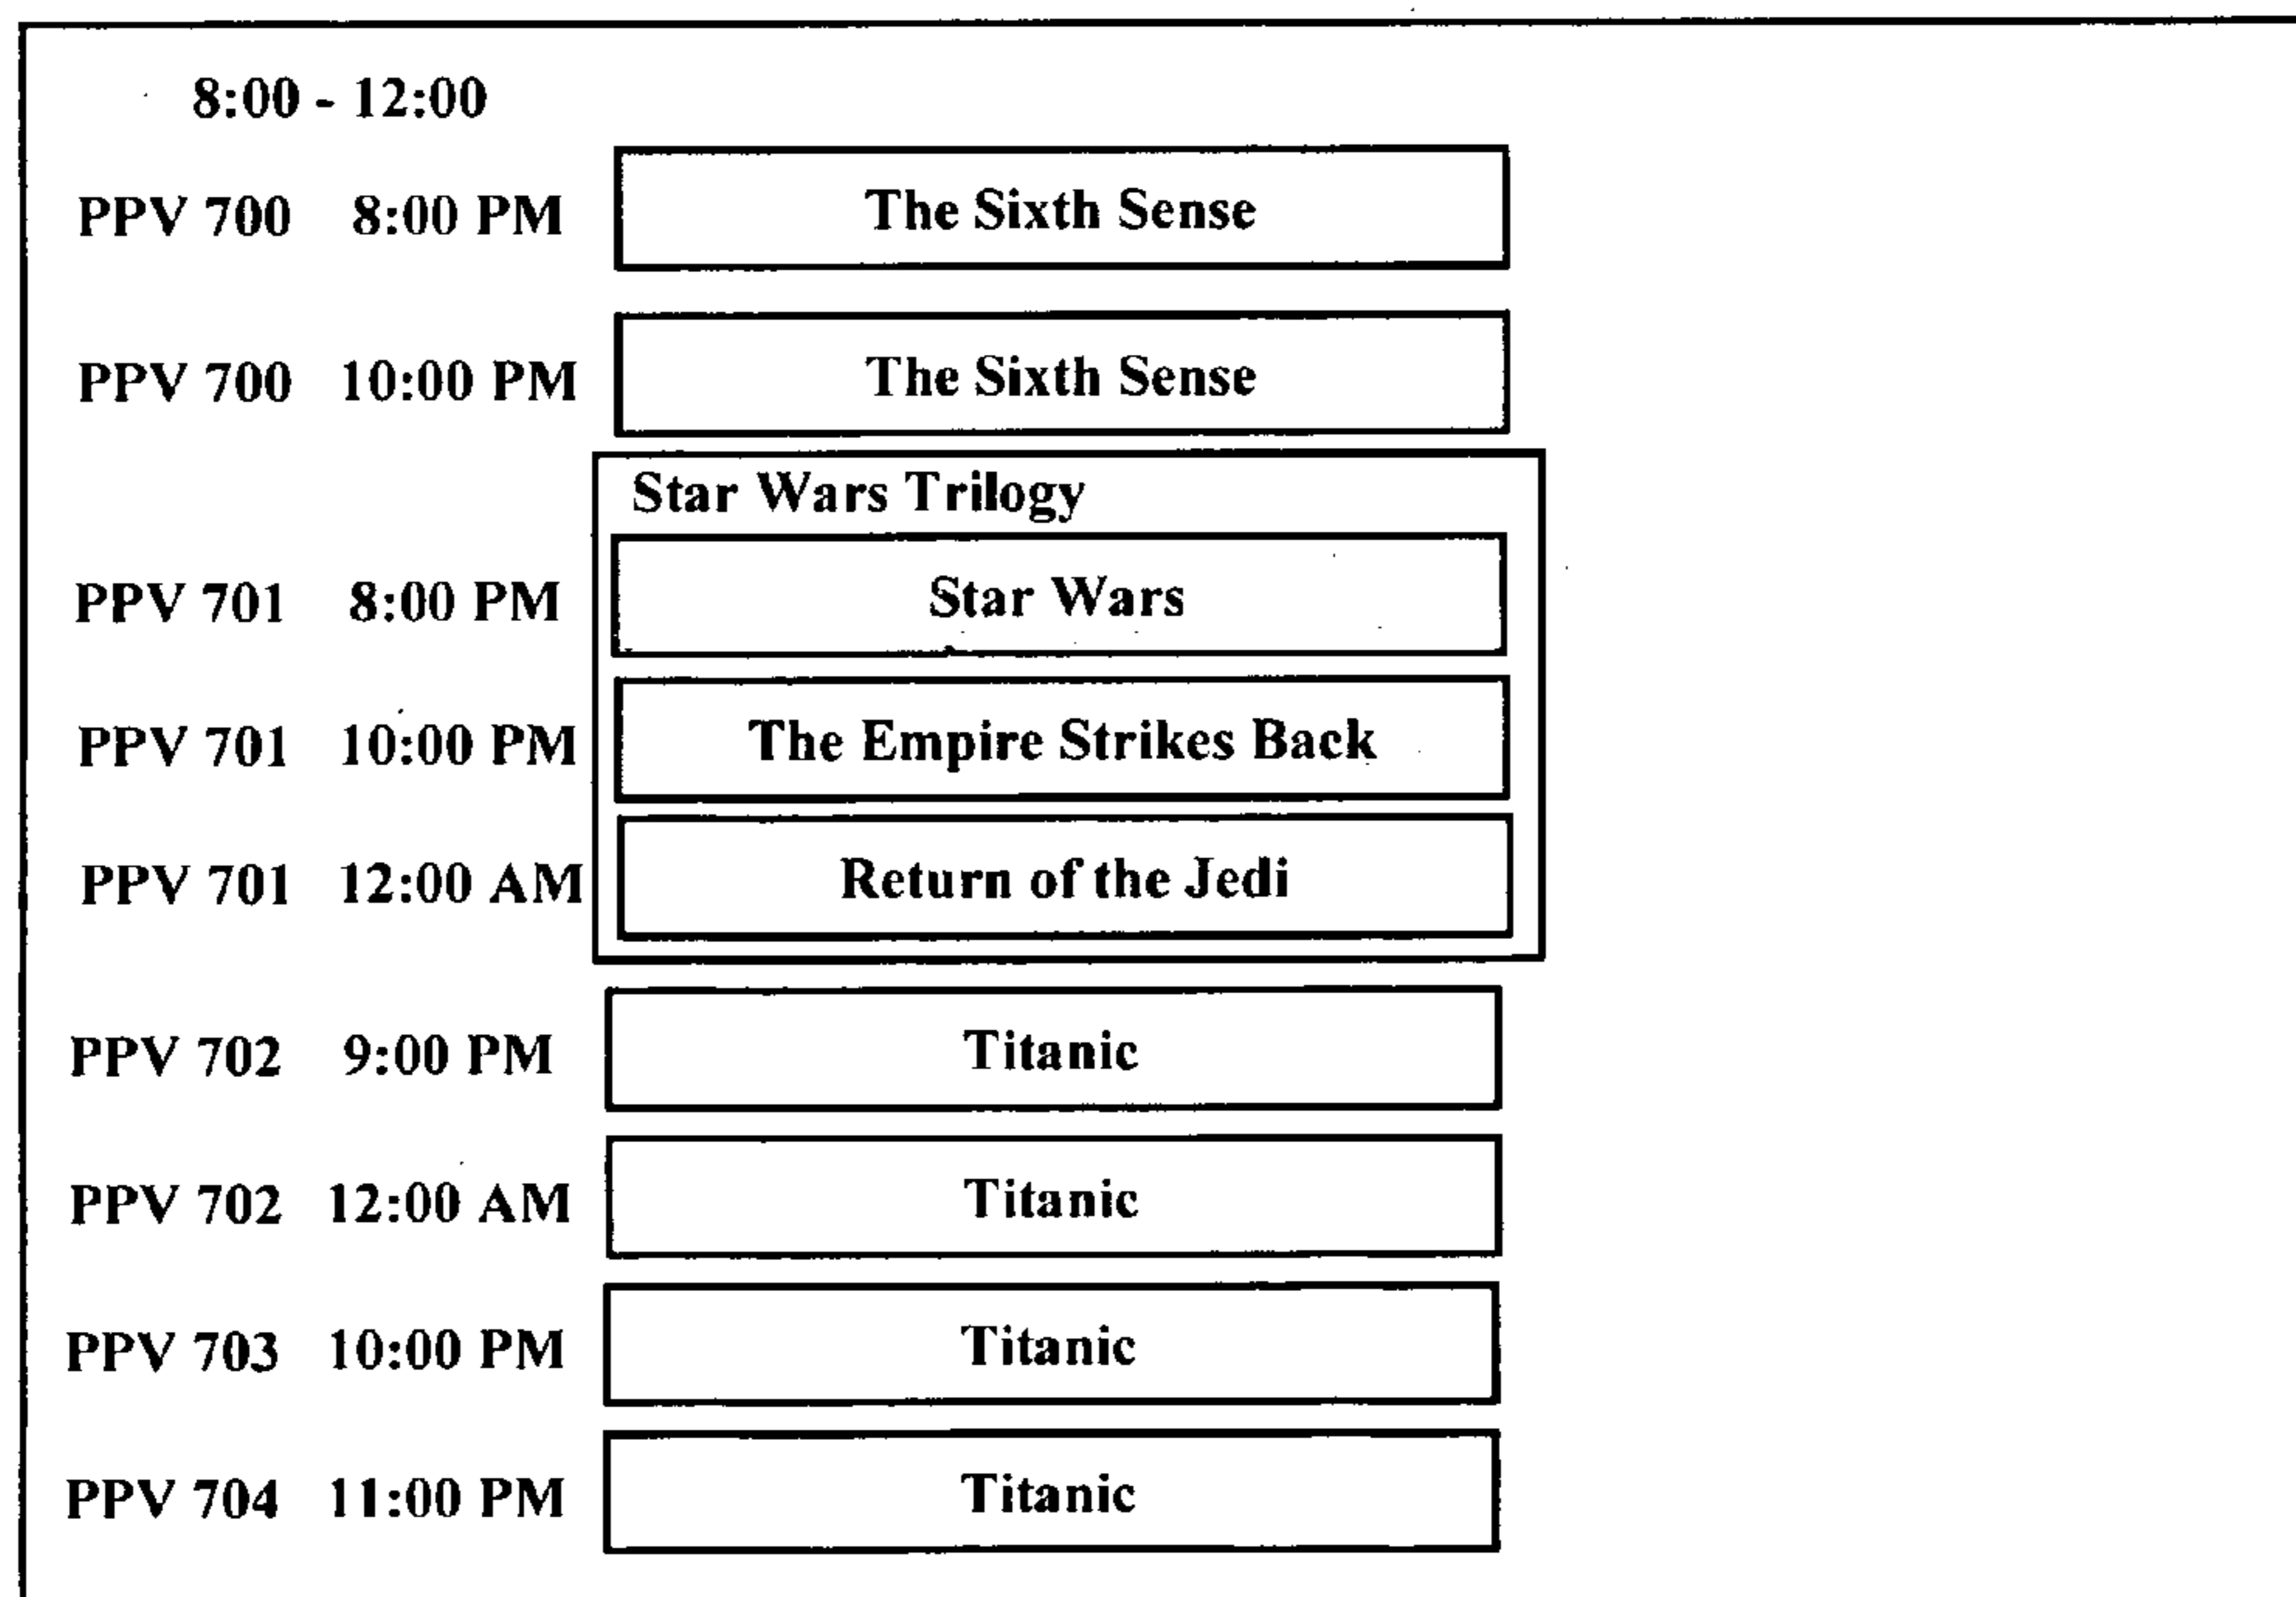 8:00 - 12:00
PPV 700 8:00 PM The Sixth Sense
PPV 700 10:00 PM The Sixth Sense
Star Wars Trilogy
PPV 701 8:00 PM Star Wars
PPV 701 10:00 PM The Empire Strikes Back
PPV 701 12:00 AM Return of the Jedi
PPV 702 9:00 PM Titanic
PPV 702 12:00 AM Titanic
PPV 703 10:00 PM Titanic
PPV 704 11:00 PM Titanic